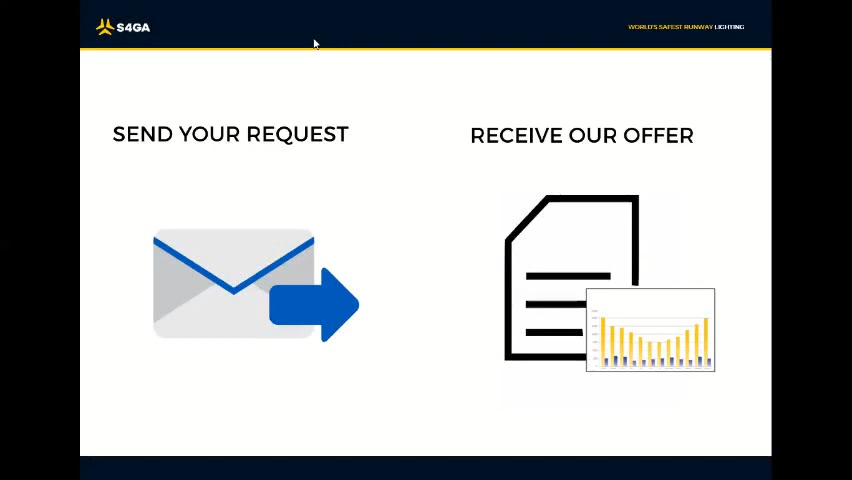 S4GA
WORLD'S SAFEST RUNWAY LIGHTING
SEND YOUR REQUEST
RECEIVE OUR OFFER